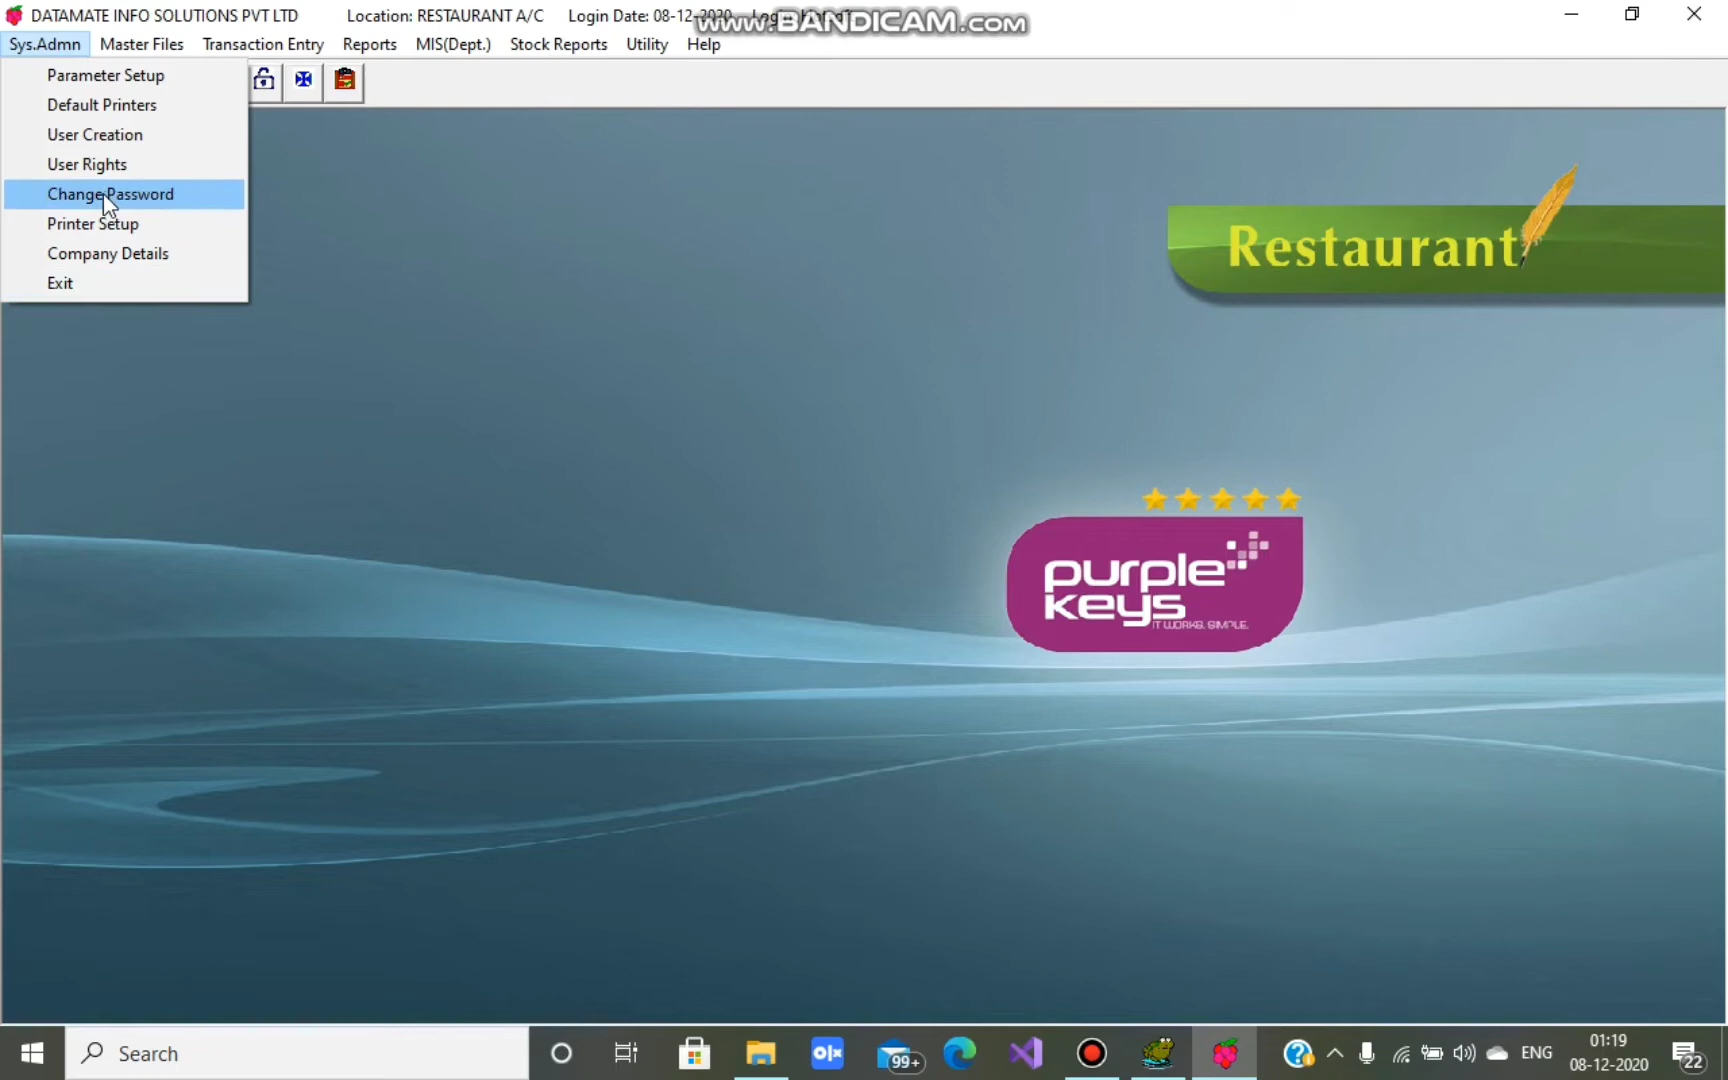 DATAMATE INFO SOLUTIONS PVT LTD Location: RESTAURANT A/C Login Date: 08-12-2020
www.BANDICAM.com
Sys.Admn Master Files Transaction Entry Reports MIS(Dept.) Stock Reports Utility Help
Parameter Setup
Default Printers
User Creation
User Rights
Change Password
Printer Setup
Company Details
Exit
Restaurant
purple
keys
IT WORKS. SIMPLE.
Search
olx
99+
ENG
01:19
08-12-2020
22